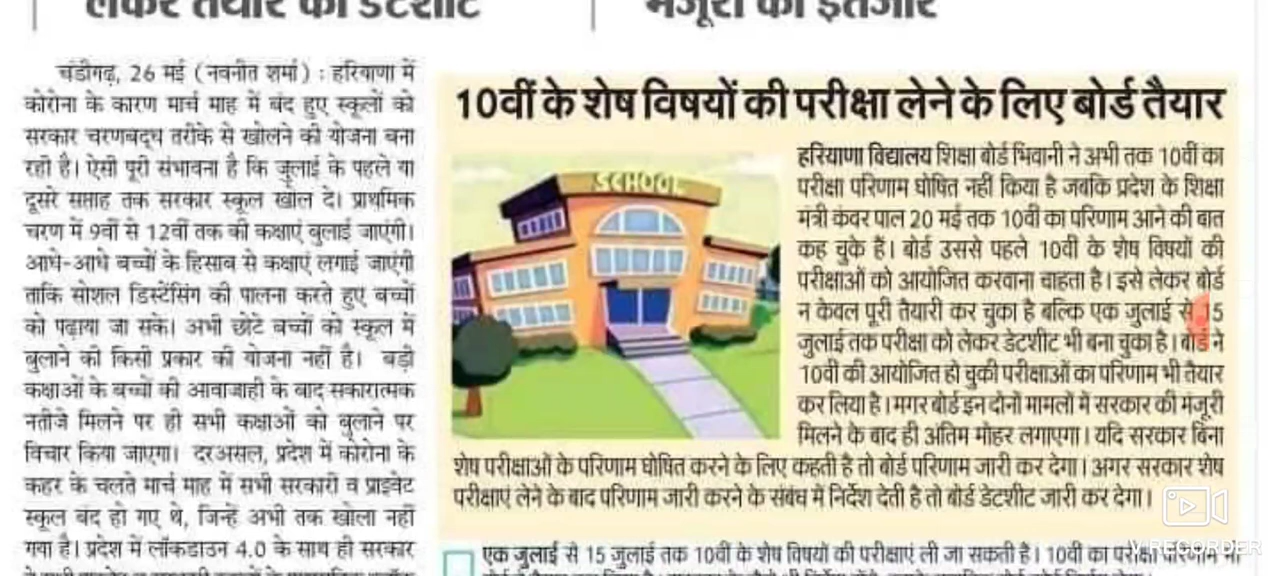 लेकर तैयार की डेटशीट
मंजूरी का इंतजार
चंडीगढ़, 26 मई (नवनीत शर्मा) : हरियाणा में
कोरोना के कारण मार्च माह में बंद हुए स्कूलों को
सरकार चरणबद्ध तरीके से खोलने की योजना बना
रही है। ऐसी पूरी संभावना है कि जुलाई के पहले या
दूसरे सप्ताह तक सरकार स्कूल खोल दे। प्राथमिक
चरण में 9वीं से 12वीं तक की कक्षाएं बुलाई जाएंगी।
आधे-आधे बच्चों के हिसाब से कक्षाएं लगाई जाएंगी
ताकि सोशल डिस्टेंसिंग की पालना करते हुए बच्चों
को पढ़ाया जा सके। अभी छोटे बच्चों को स्कूल में
बुलाने की किसी प्रकार की योजना नहीं है। बड़ी
कक्षाओं के बच्चों की आवाजाही के बाद सकारात्मक
नतीजे मिलने पर ही सभी कक्षाओं को बुलाने पर
विचार किया जाएगा। दरअसल, प्रदेश में कोरोना के
कहर के चलते मार्च माह में सभी सरकारी व प्राइवेट
स्कूल बंद हो गए थे, जिन्हें अभी तक खोला नहीं
गया है। प्रदेश में लॉकडाउन 4.0 के साथ ही सरकार
10वीं के शेष विषयों की परीक्षा लेने के लिए बोर्ड तैयार
SCHOOL
हरियाणा विद्यालय शिक्षा बोर्ड भिवानी ने अभी तक 10वीं का
परीक्षा परिणाम घोषित नहीं किया है जबकि प्रदेश के शिक्षा
मंत्री कंवर पाल 20 मई तक 10वीं का परिणाम आने की बात
कह चुके हैं। बोर्ड उससे पहले 10वीं के शेष विषयों की
परीक्षाओं को आयोजित करवाना चाहता है। इसे लेकर बोर्ड
न केवल पूरी तैयारी कर चुका है बल्कि एक जुलाई से 15
जुलाई तक परीक्षा को लेकर डेटशीट भी बना चुका है। बोर्ड ने
10वीं की आयोजित हो चुकी परीक्षाओं का परिणाम भी तैयार
कर लिया है। मगर बोर्ड इन दोनों मामलों में सरकार की मंजूरी
मिलने के बाद ही अंतिम मोहर लगाएगा। यदि सरकार बिना
शेष परीक्षाओं के परिणाम घोषित करने के लिए कहती है तो बोर्ड परिणाम जारी कर देगा। अगर सरकार शेष
परीक्षाएं लेने के बाद परिणाम जारी करने के संबंध में निर्देश देती है तो बोर्ड डेटशीट जारी कर देगा।
एक जुलाई से 15 जुलाई तक 10वीं के शेष विषयों की परीक्षाएं ली जा सकती है। 10वीं का परीक्षा परिणाम भी
V RECORDER